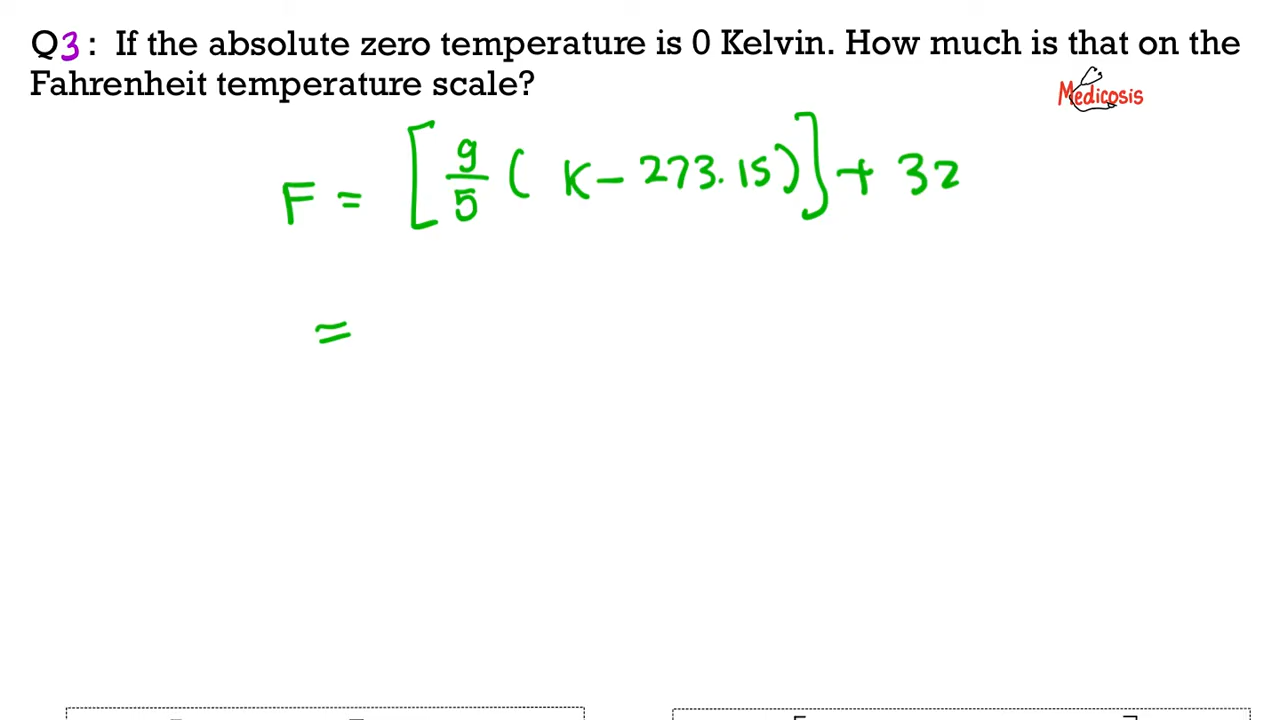 Q3: If the absolute zero temperature is 0 Kelvin. How much is that on the
Fahrenheit temperature scale?
Medicosis
F = [9/5 (K - 273.15)] + 32
=